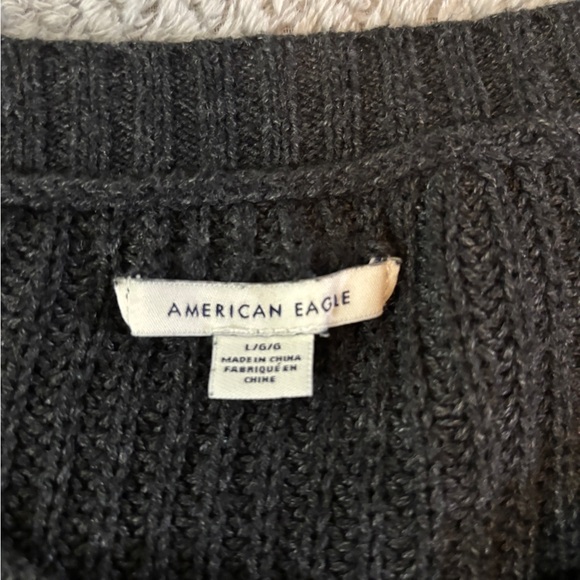 AMERICAN EAGLE
L/G/G
MADE IN CHINA
FABRIQUÉ EN
CHINE